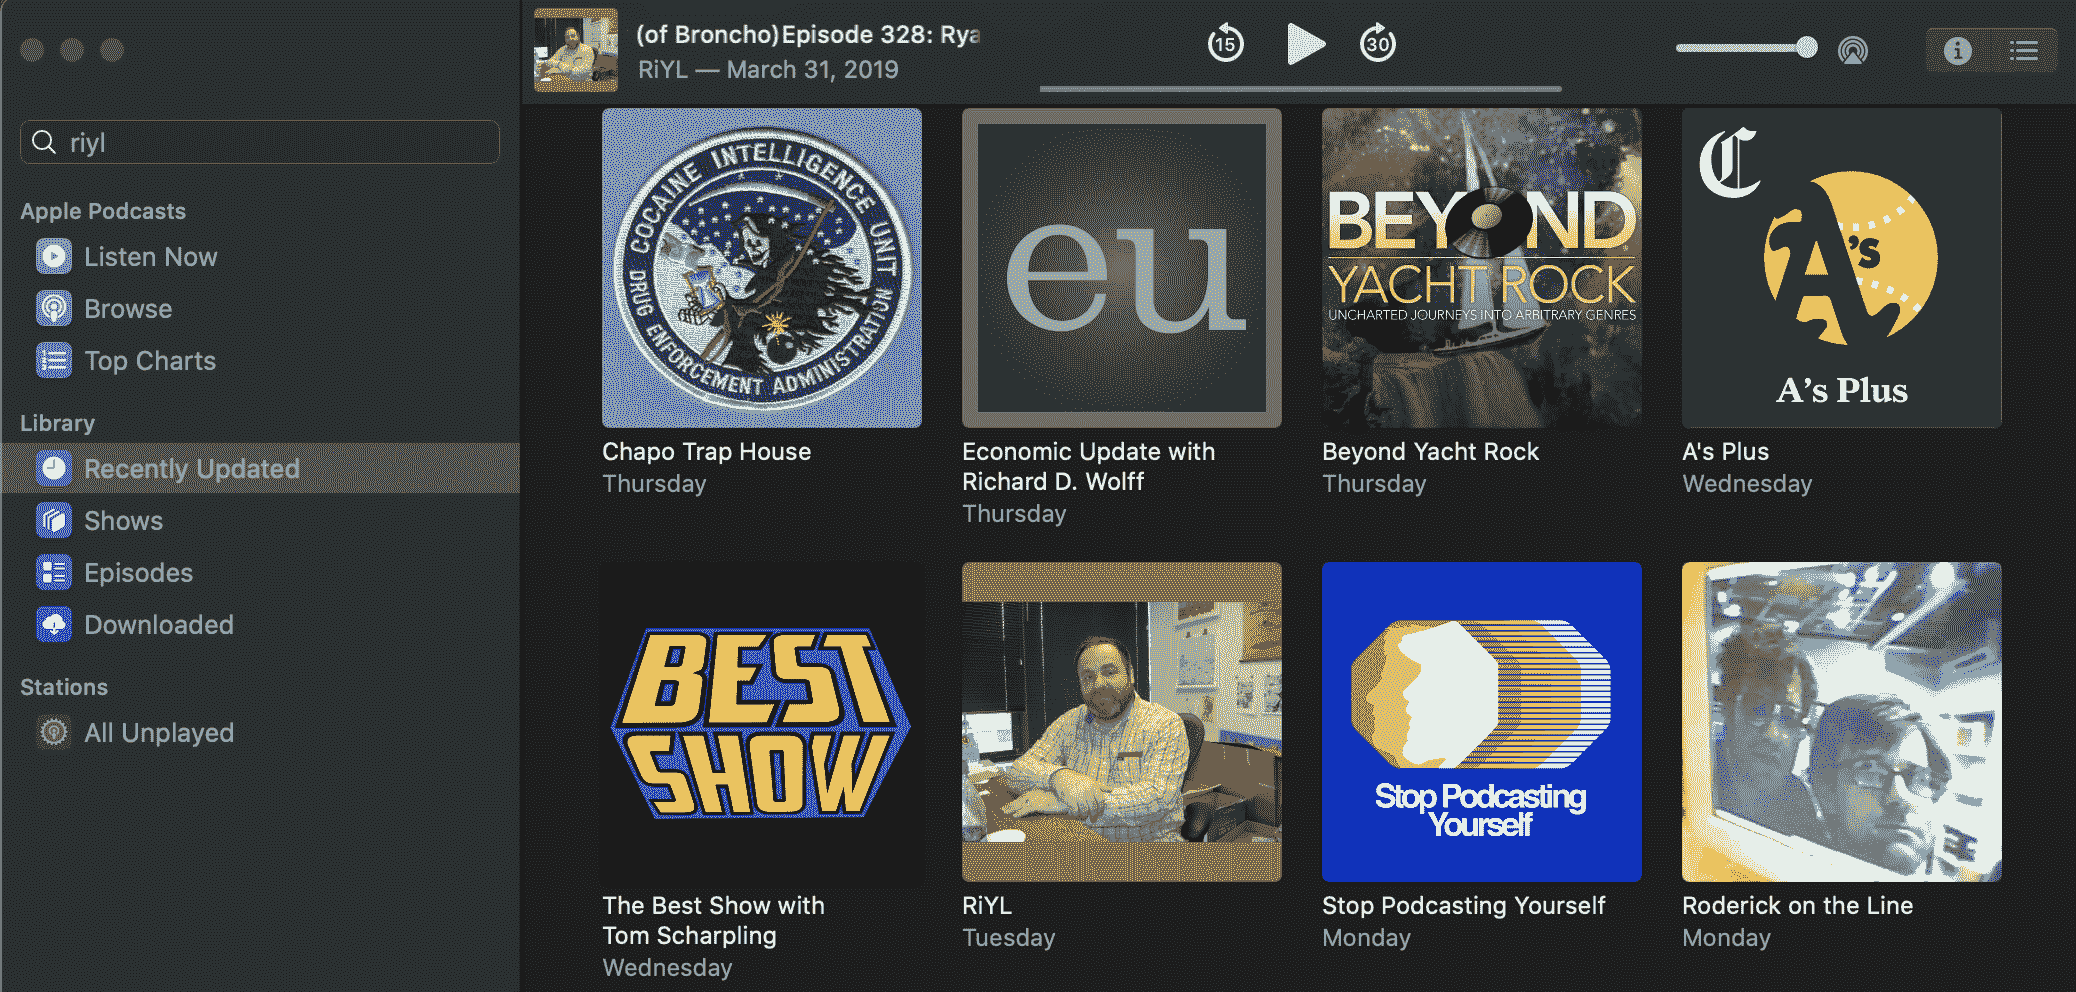 (of Broncho) Episode 328: Rya
RiYL — March 31, 2019
15
30
riyl
Apple Podcasts
Listen Now
Browse
Top Charts
Library
Recently Updated
Shows
Episodes
Downloaded
Stations
All Unplayed
COCAINE INTELLIGENCE UNIT
DRUG ENFORCEMENT ADMINISTRATION
Chapo Trap House
Thursday
eu
Economic Update with
Richard D. Wolff
Thursday
BEYOND
YACHT ROCK
UNCHARTED JOURNEYS INTO ARBITRARY GENRES
Beyond Yacht Rock
Thursday
C
A's
A's Plus
A's Plus
Wednesday
BEST
SHOW
The Best Show with
Tom Scharpling
Wednesday
RiYL
Tuesday
Stop Podcasting
Yourself
Stop Podcasting Yourself
Monday
Roderick on the Line
Monday